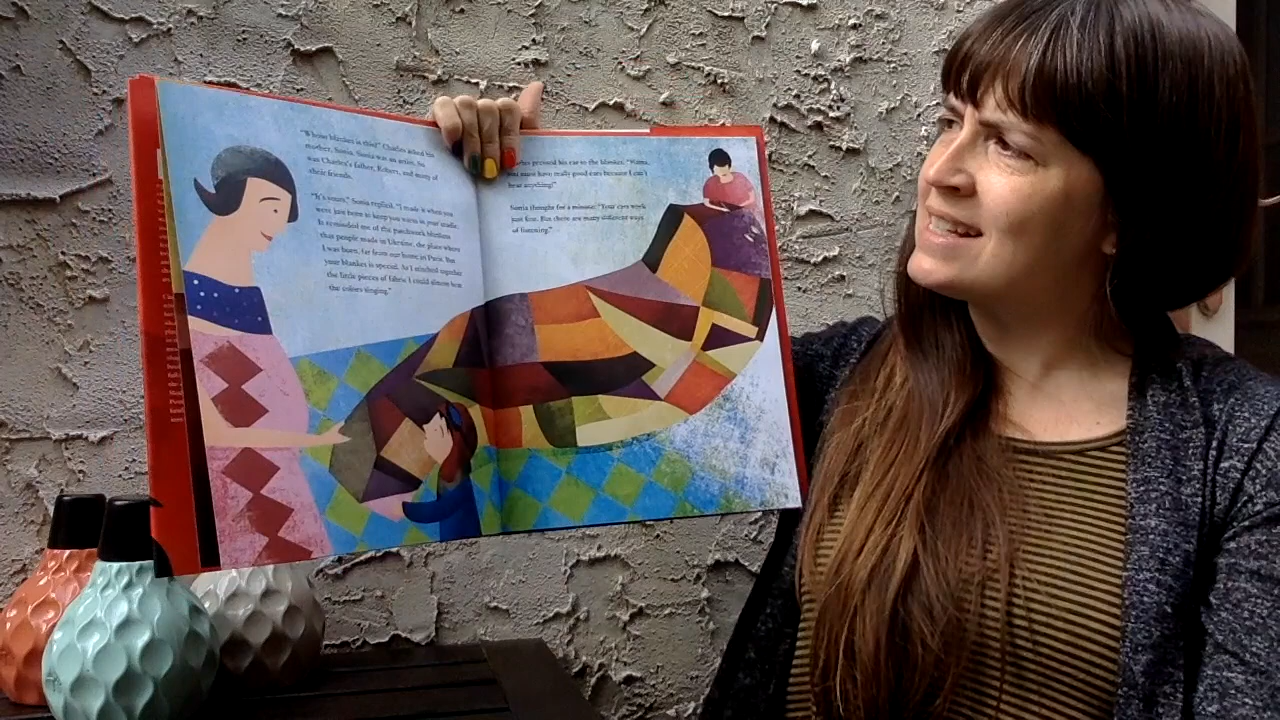 "Whose blanket is this?" Charles asked his
mother, Sonia. Sonia was an artist. So
was Charles's father, Robert, and many of
their friends.
"It's yours," Sonia replied. "I made it when you
were just born to keep you warm in your cradle.
It reminded me of the patchwork blankets
that people made in Ukraine, the place where
I was born, far from our home in Paris. But
your blanket is special. As I stitched together
the little pieces of fabric I could almost hear
the colors singing."
pressed his ear to the blanket. "Mama,
you must have really good ears because I can't
hear anything!"
Sonia thought for a minute. "Your ears work
just fine. But there are many different ways
of listening."